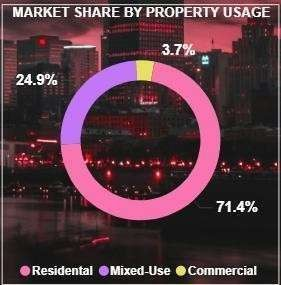 MARKET SHARE BY PROPERTY USAGE
3.7%
24.9%
71.4%
Residental Mixed-Use Commercial